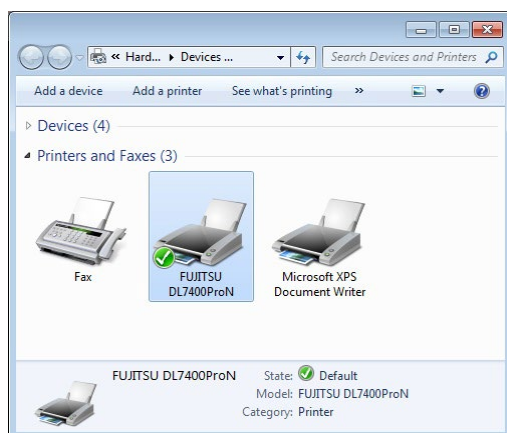 « Hard... Devices ...
Search Devices and Printers
Add a device Add a printer See what's printing »
Devices (4)
Printers and Faxes (3)
Fax
FUJITSU
DL7400ProN
Microsoft XPS
Document Writer
FUJITSU DL7400ProN State: Default
Model: FUJITSU DL7400ProN
Category: Printer